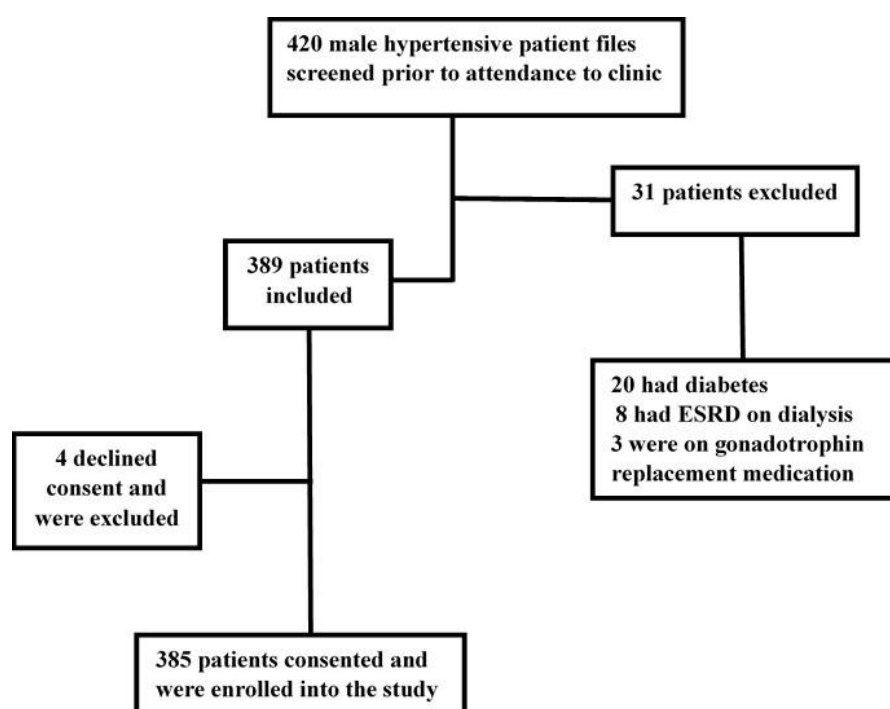 420 male hypertensive patient files
screened prior to attendance to clinic
31 patients excluded
389 patients
included
20 had diabetes
8 had ESRD on dialysis
3 were on gonadotrophin
replacement medication
4 declined
consent and
were excluded
385 patients consented and
were enrolled into the study